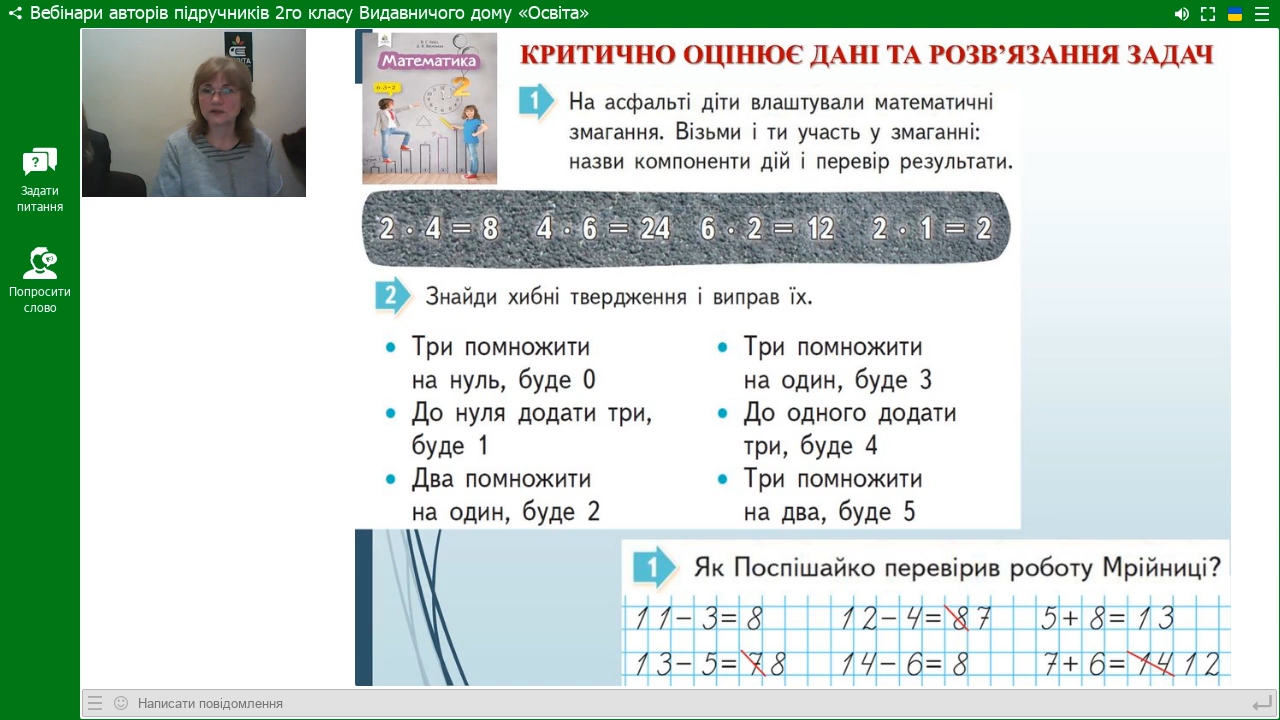 Вебінари авторів підручників 2го класу Видавничого дому «Освіта»
Задати
питання
Попросити
слово
Математика
2
6·3=2
КРИТИЧНО ОЦІНЮЄ ДАНІ ТА РОЗВ’ЯЗАННЯ ЗАДАЧ
1 На асфальті діти влаштували математичні
змагання. Візьми і ти участь у змаганні:
назви компоненти дій і перевір результати.
2 · 4 = 8 4 · 6 = 24 6 · 2 = 12 2 · 1 = 2
2 Знайди хибні твердження і виправ їх.
• Три помножити
на нуль, буде 0
• До нуля додати три,
буде 1
• Два помножити
на один, буде 2
• Три помножити
на один, буде 3
• До одного додати
три, буде 4
• Три помножити
на два, буде 5
1 Як Поспішайко перевірив роботу Мрійниці?
11 − 3 = 8 12 − 4 = 8 7 5 + 8 = 13
13 − 5 = 7 8 14 − 6 = 8 7 + 6 = 14 12
Написати повідомлення